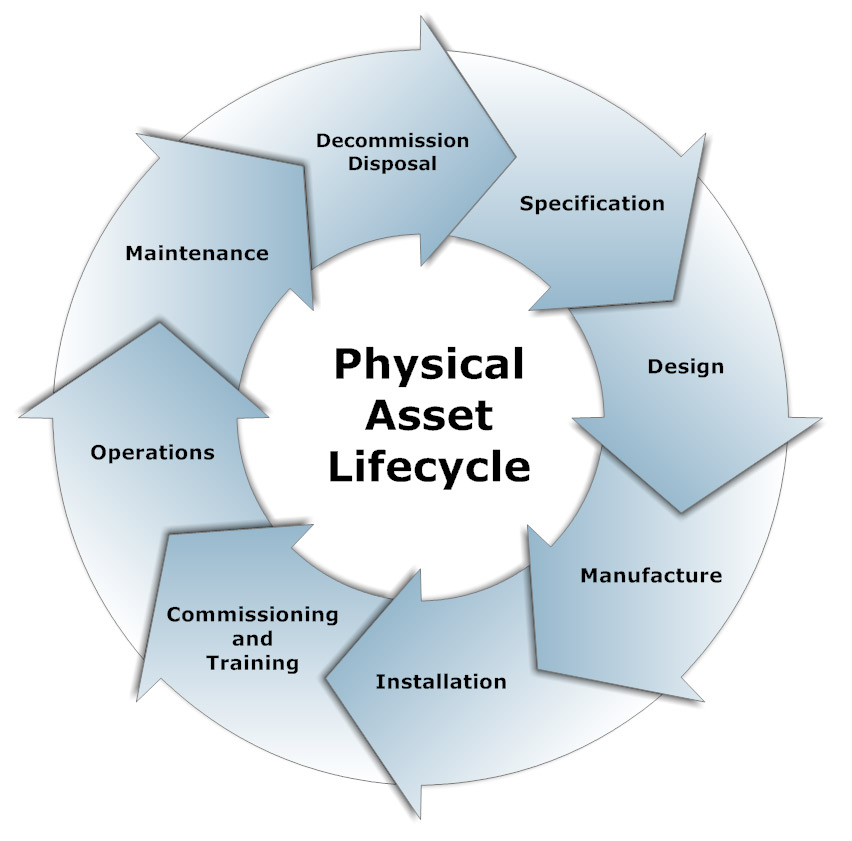 Physical
Asset
Lifecycle
Decommission
Disposal
Specification
Design
Manufacture
Installation
Commissioning
and
Training
Operations
Maintenance